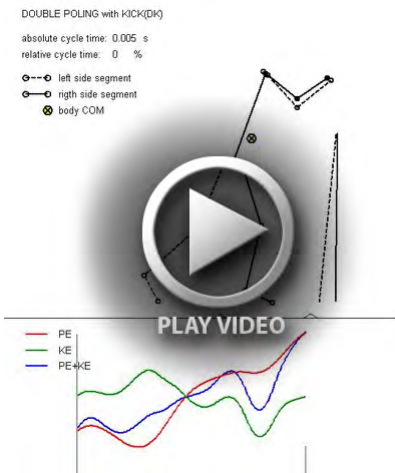 DOUBLE POLING with KICK(DK)
absolute cycle time: 0.005 s
relative cycle time: 0 %
left side segment
rigth side segment
body COM
PLAY VIDEO
PE
KE
PE+KE